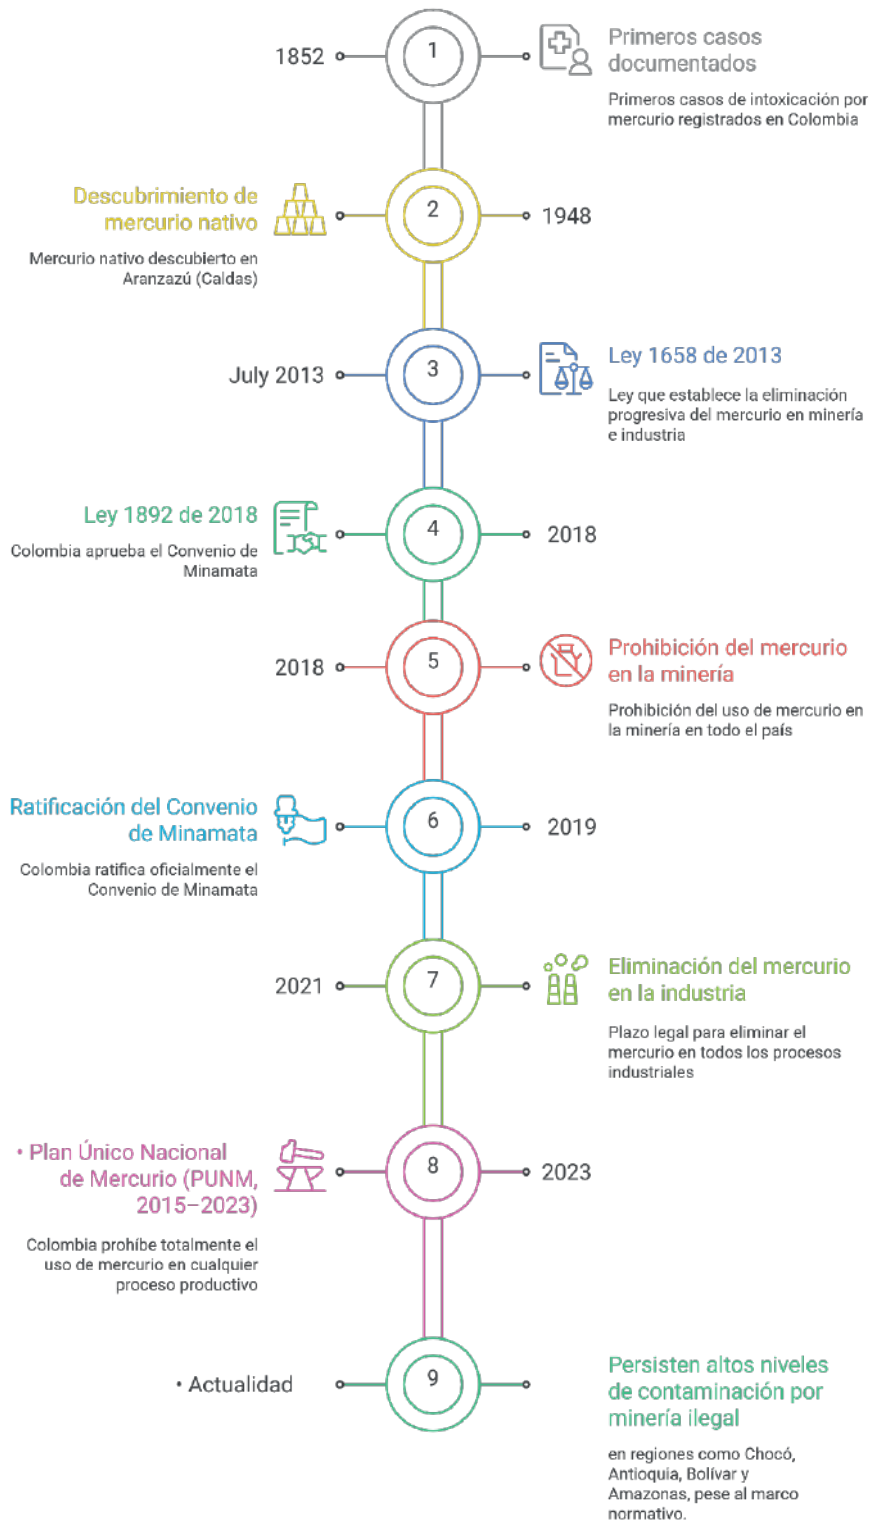 1852
1
Primeros casos
documentados
Primeros casos de intoxicación por
mercurio registrados en Colombia
Descubrimiento de
mercurio nativo
Mercurio nativo descubierto en
Aranzazú (Caldas)
2
1948
July 2013
3
Ley 1658 de 2013
Ley que establece la eliminación
progresiva del mercurio en minería
e industria
Ley 1892 de 2018
Colombia aprueba el Convenio de
Minamata
4
2018
2018
5
Prohibición del mercurio
en la minería
Prohibición del uso de mercurio en
la minería en todo el país
Ratificación del Convenio
de Minamata
Colombia ratifica oficialmente el
Convenio de Minamata
6
2019
2021
7
Eliminación del mercurio
en la industria
Plazo legal para eliminar el
mercurio en todos los procesos
industriales
• Plan Único Nacional
de Mercurio (PUNM,
2015–2023)
Colombia prohíbe totalmente el
uso de mercurio en cualquier
proceso productivo
8
2023
• Actualidad
9
Persisten altos niveles
de contaminación por
minería ilegal
en regiones como Chocó,
Antioquia, Bolívar y
Amazonas, pese al marco
normativo.